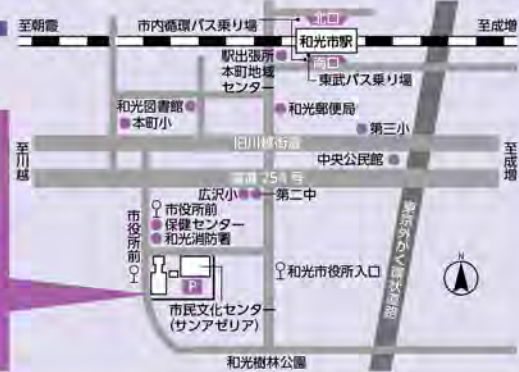 北口
至朝霞
市内循環バス乗り場
和光市駅
至成増
駅出張所
本町地域
センター
南口
東武バス乗り場
和光図書館
本町小
和光郵便局
第三小
至川越
旧川越街道
中央公民館
至成増
国道254号
広沢小
第二中
市役所前
市役所前
保健センター
和光消防署
東京外かく環状道路
P
和光市役所入口
N
市民文化センター
(サンアゼリア)
和光樹林公園